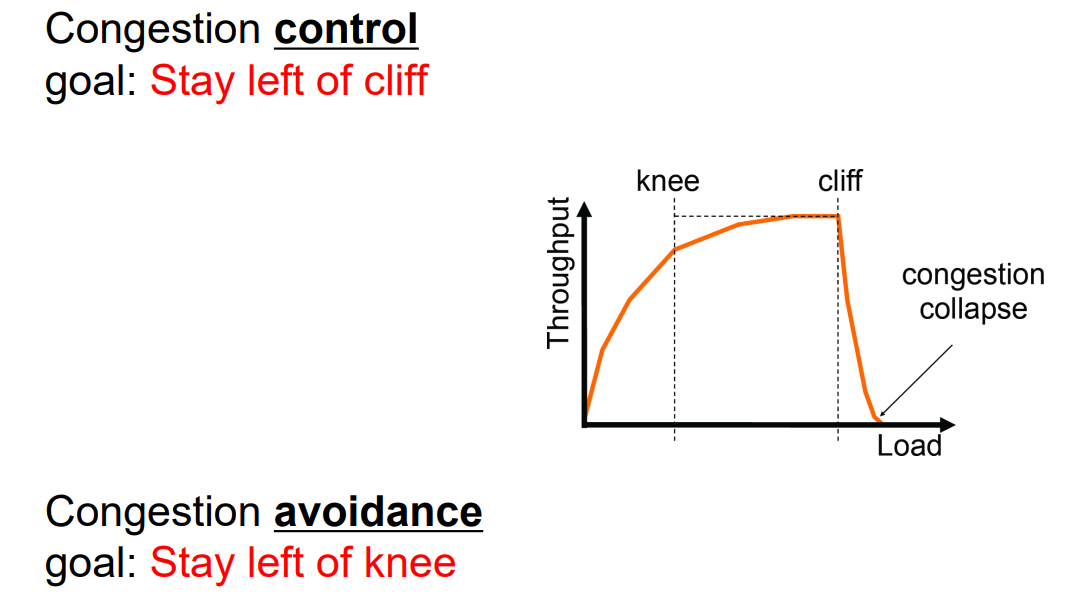 Congestion control
goal: Stay left of cliff
knee
cliff
Throughput
congestion
collapse
Load
Congestion avoidance
goal: Stay left of knee